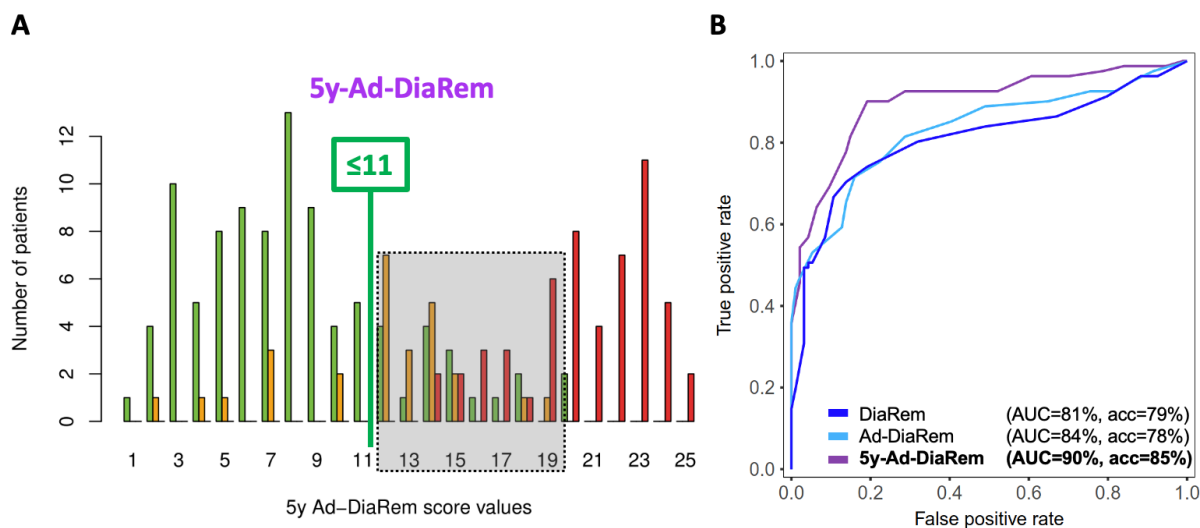 A
5y-Ad-DiaRem
≤11
Number of patients
12
10
8
6
4
2
0
1 3 5 7 9 11 13 15 17 19 21 23 25
5y Ad−DiaRem score values
B
True positive rate
1.0
0.8
0.6
0.4
0.2
0.0
DiaRem (AUC=81%, acc=79%)
Ad-DiaRem (AUC=84%, acc=78%)
5y-Ad-DiaRem (AUC=90%, acc=85%)
0.0 0.2 0.4 0.6 0.8 1.0
False positive rate